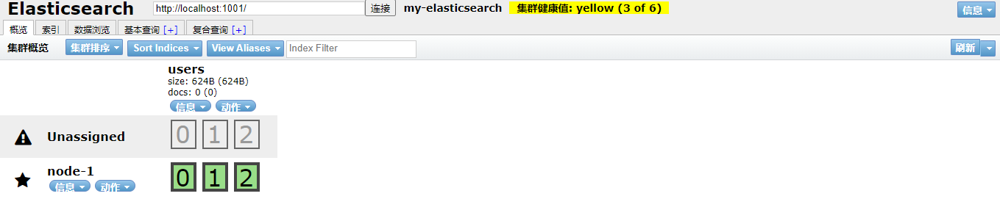 Elasticsearch http://localhost:1001/ 连接 my-elasticsearch 集群健康值: yellow (3 of 6) 信息
概览 索引 数据浏览 基本查询 [+] 复合查询 [+]
集群概览 集群排序 Sort Indices View Aliases Index Filter 刷新
users
size: 624B (624B)
docs: 0 (0)
信息 动作
Unassigned 0 1 2
node-1 0 1 2
信息 动作